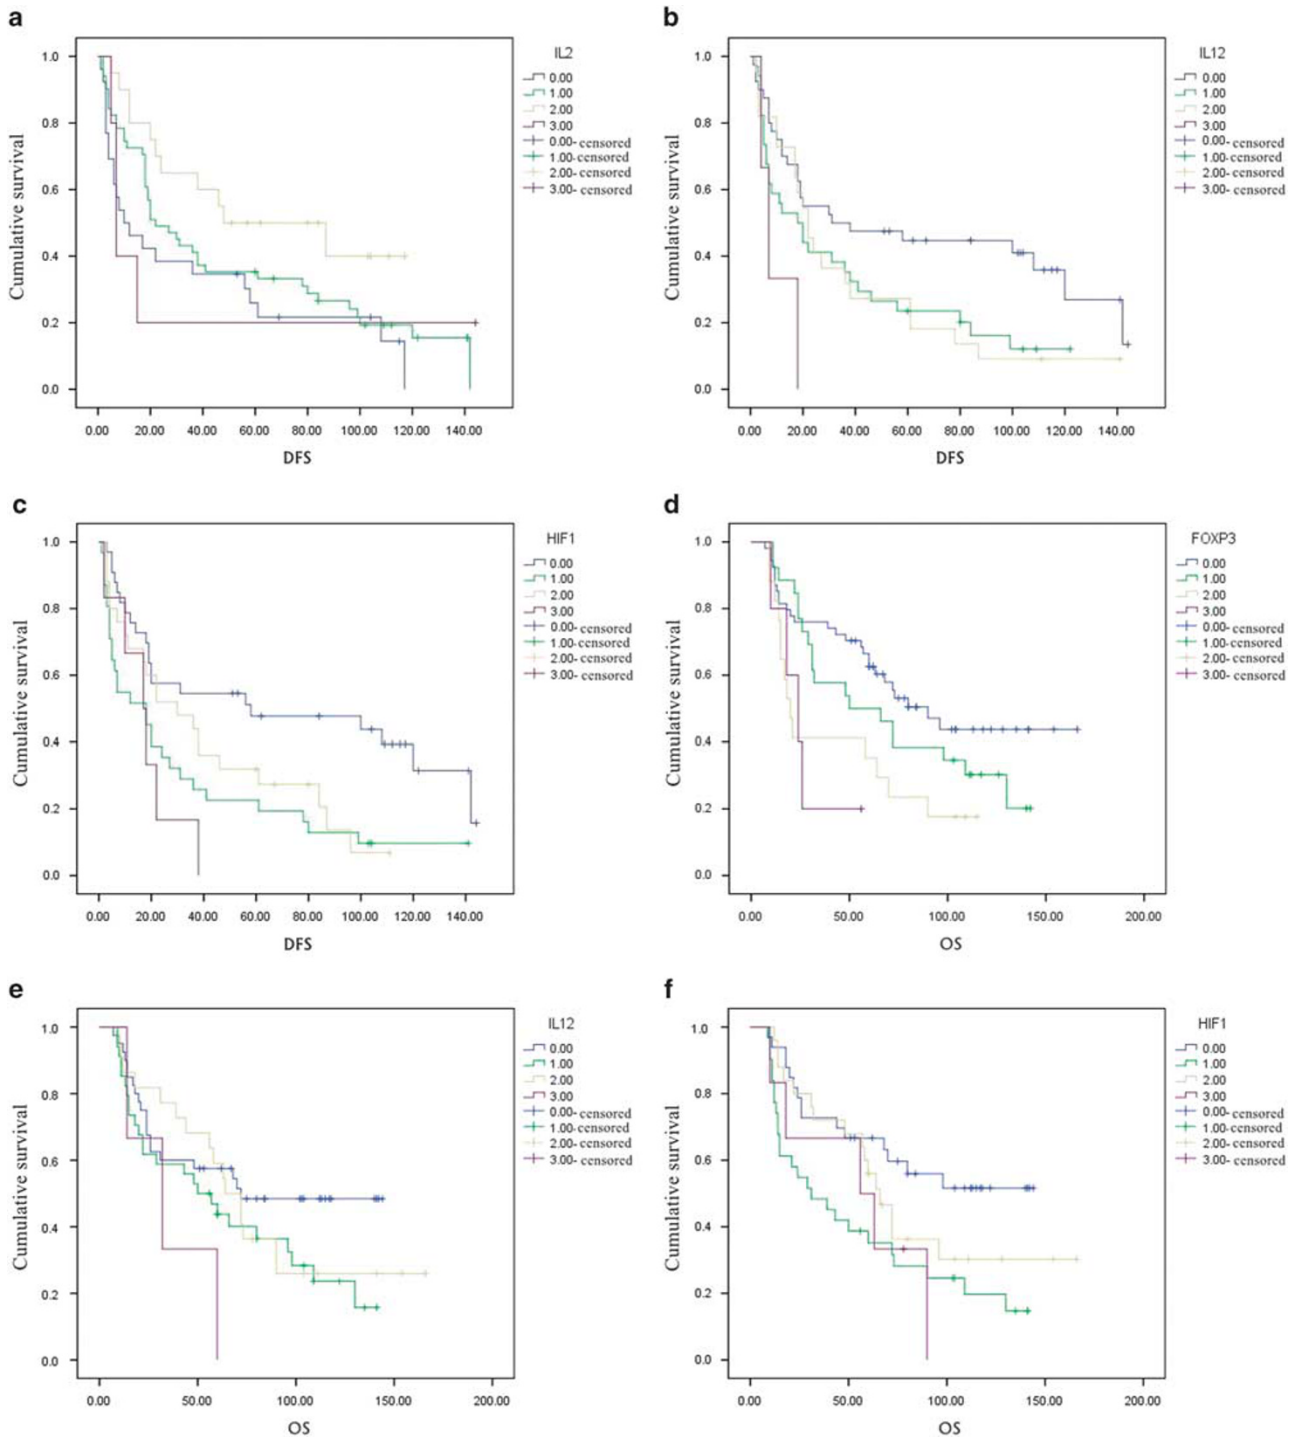 a
IL2
0.00
1.00
2.00
3.00
0.00- censored
1.00- censored
2.00- censored
3.00- censored
1.0
0.8
0.6
0.4
0.2
0.0
Cumulative survival
0.00 20.00 40.00 60.00 80.00 100.00 120.00 140.00
DFS
b
IL12
0.00
1.00
2.00
3.00
0.00- censored
1.00- censored
2.00- censored
3.00- censored
1.0
0.8
0.6
0.4
0.2
0.0
Cumulative survival
0.00 20.00 40.00 60.00 80.00 100.00 120.00 140.00
DFS
c
HIF1
0.00
1.00
2.00
3.00
0.00- censored
1.00- censored
2.00- censored
3.00- censored
1.0
0.8
0.6
0.4
0.2
0.0
Cumulative survival
0.00 20.00 40.00 60.00 80.00 100.00 120.00 140.00
DFS
d
FOXP3
0.00
1.00
2.00
3.00
0.00- censored
1.00- censored
2.00- censored
3.00- censored
1.0
0.8
0.6
0.4
0.2
0.0
Cumulative survival
0.00 50.00 100.00 150.00 200.00
OS
e
IL12
0.00
1.00
2.00
3.00
0.00- censored
1.00- censored
2.00- censored
3.00- censored
1.0
0.8
0.6
0.4
0.2
0.0
Cumulative survival
0.00 50.00 100.00 150.00 200.00
OS
f
HIF1
0.00
1.00
2.00
3.00
0.00- censored
1.00- censored
2.00- censored
3.00- censored
1.0
0.8
0.6
0.4
0.2
0.0
Cumulative survival
0.00 50.00 100.00 150.00 200.00
OS